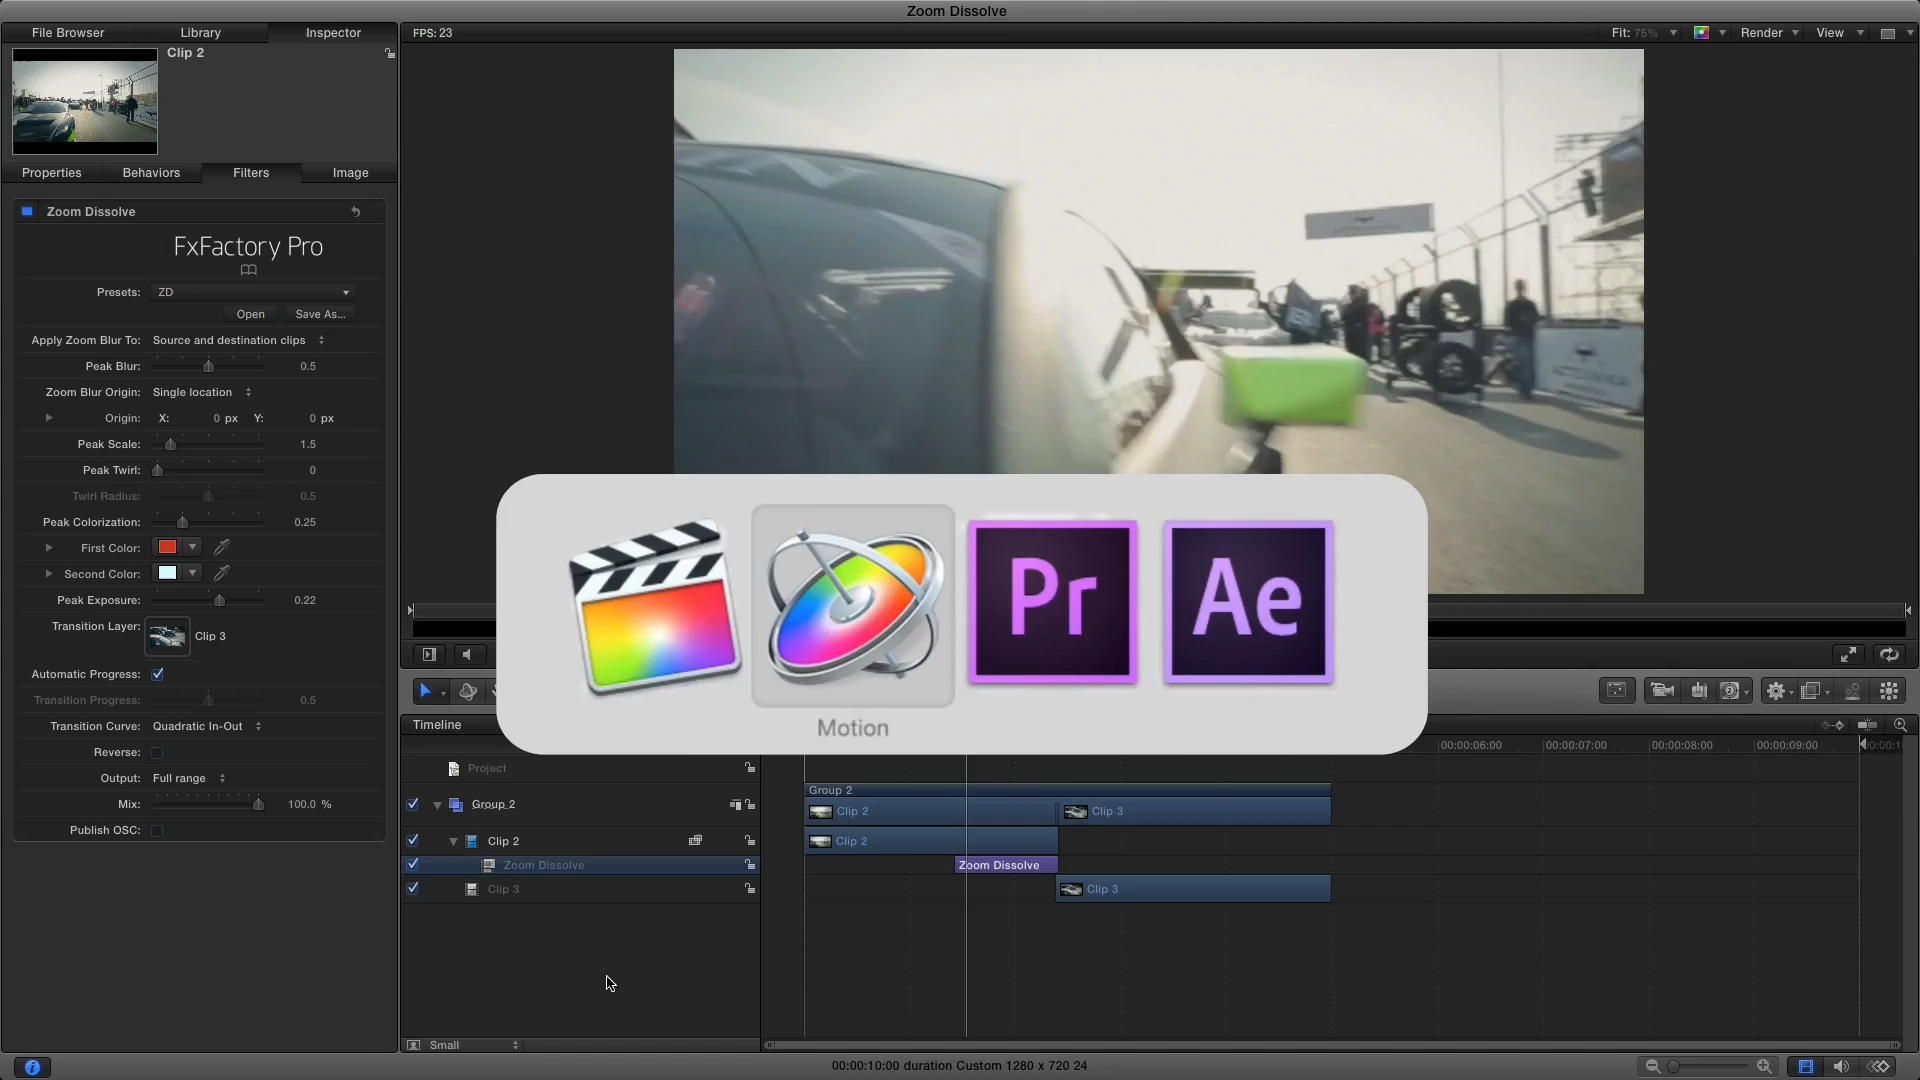 Zoom Dissolve
File Browser Library Inspector
FPS: 23
Fit: 75% Render View
Clip 2
Properties Behaviors Filters Image
Zoom Dissolve
FxFactory Pro
Presets: ZD
Open Save As...
Apply Zoom Blur To: Source and destination clips
Peak Blur: 0.5
Zoom Blur Origin: Single location
Origin: X: 0 px Y: 0 px
Peak Scale: 1.5
Peak Twirl: 0
Twirl Radius: 0.5
Peak Colorization: 0.25
First Color:
Second Color:
Peak Exposure: 0.22
Transition Layer: Clip 3
Automatic Progress:
Transition Progress: 0.5
Transition Curve: Quadratic In-Out
Reverse:
Output: Full range
Mix: 100.0 %
Publish OSC:
Pr Ae
Motion
Timeline
00:00:06:00 00:00:07:00 00:00:08:00 00:00:09:00
Project
Group 2
Group 2
Clip 2 Clip 3
Clip 2
Clip 2
Zoom Dissolve
Zoom Dissolve
Clip 3
Clip 3
Small
00:00:10:00 duration Custom 1280 x 720 24